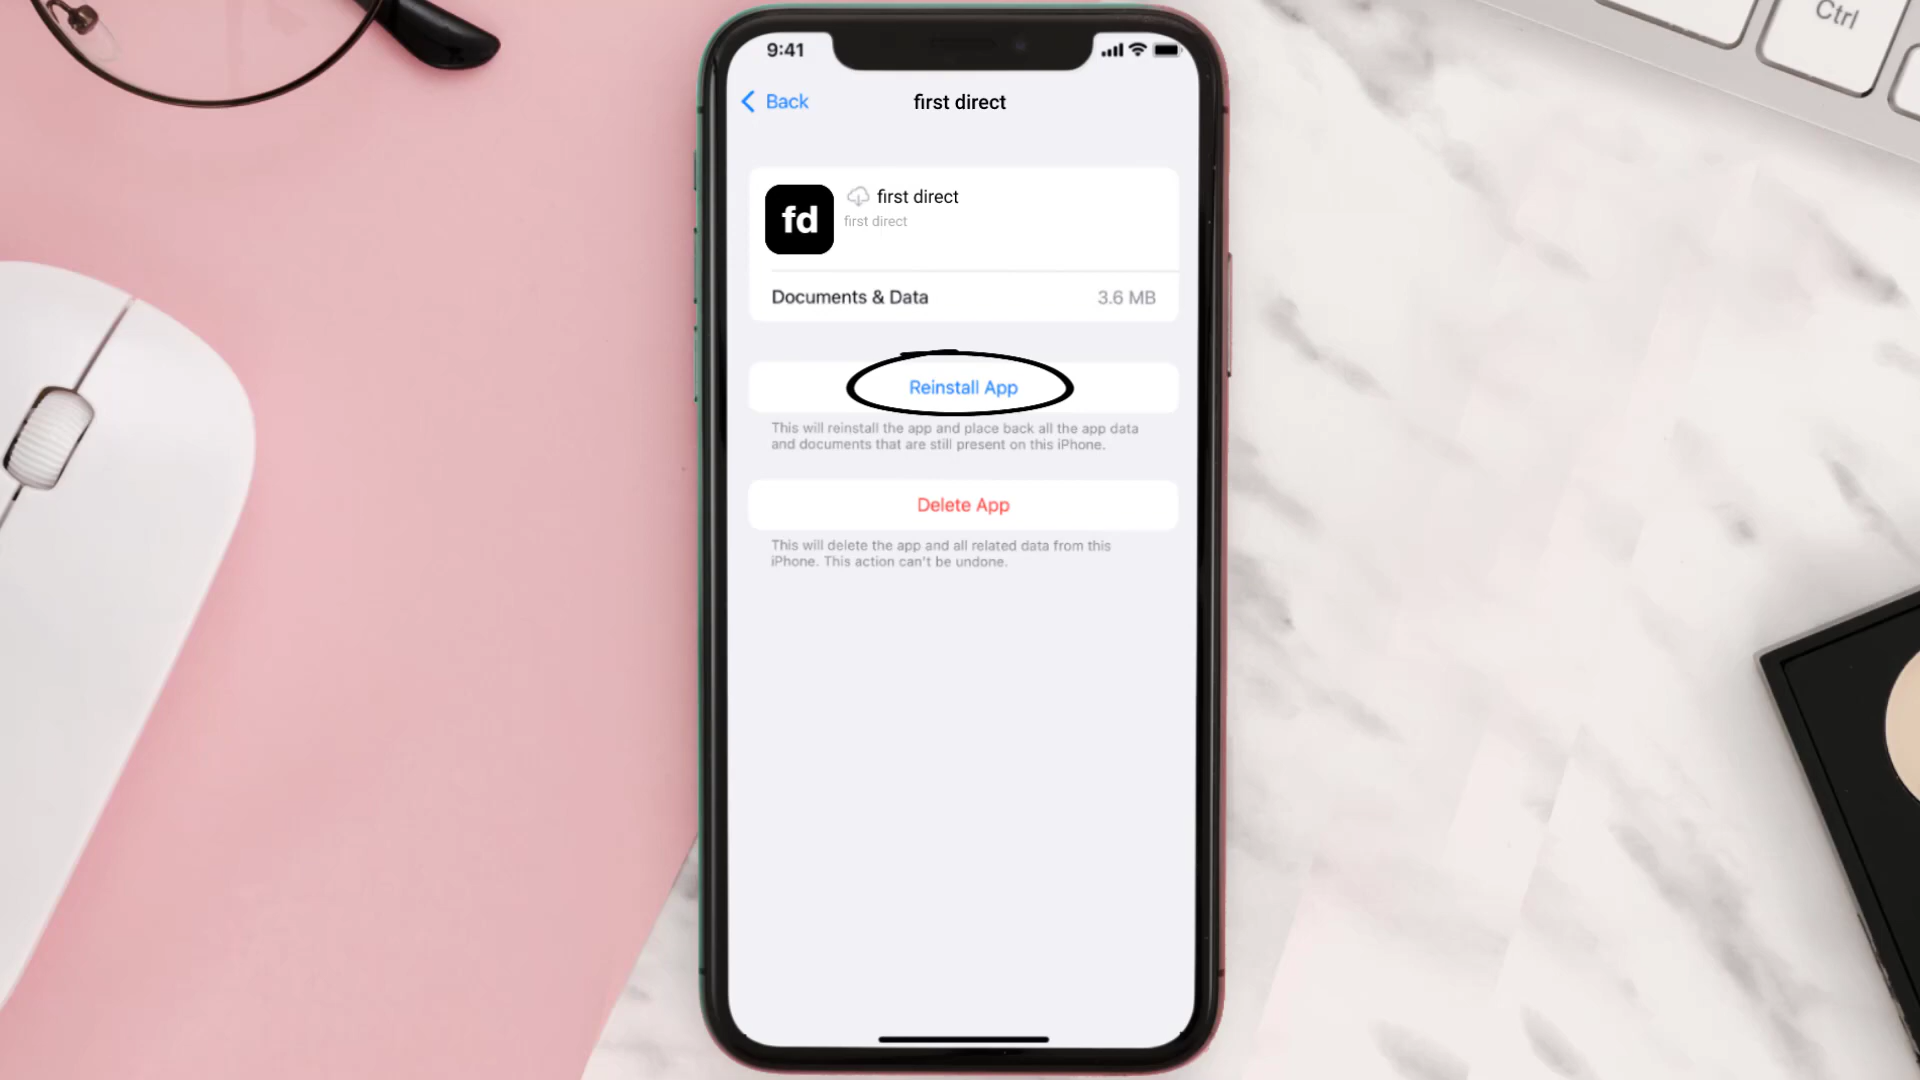 Ctrl
9:41
Back
first direct
fd
first direct
first direct
Documents & Data 3.6 MB
Reinstall App
This will reinstall the app and place back all the app data
and documents that are still present on this iPhone.
Delete App
This will delete the app and all related data from this
iPhone. This action can't be undone.